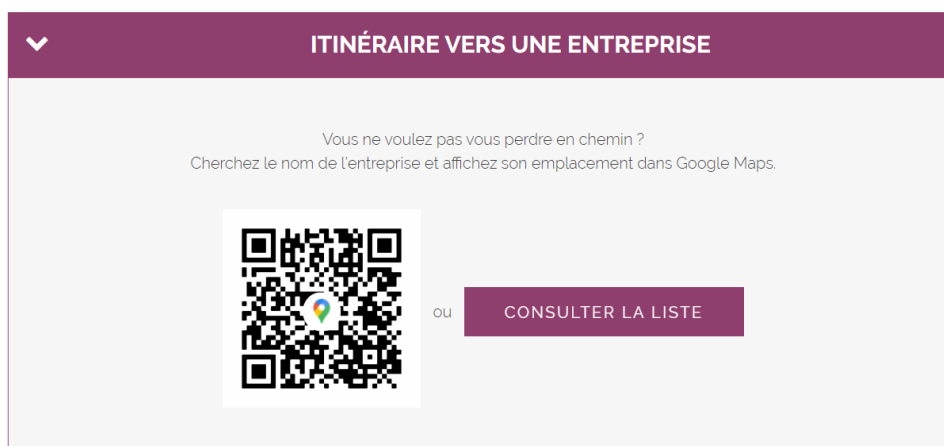 ITINÉRAIRE VERS UNE ENTREPRISE
Vous ne voulez pas vous perdre en chemin ?
Cherchez le nom de l'entreprise et affichez son emplacement dans Google Maps.
ou
CONSULTER LA LISTE